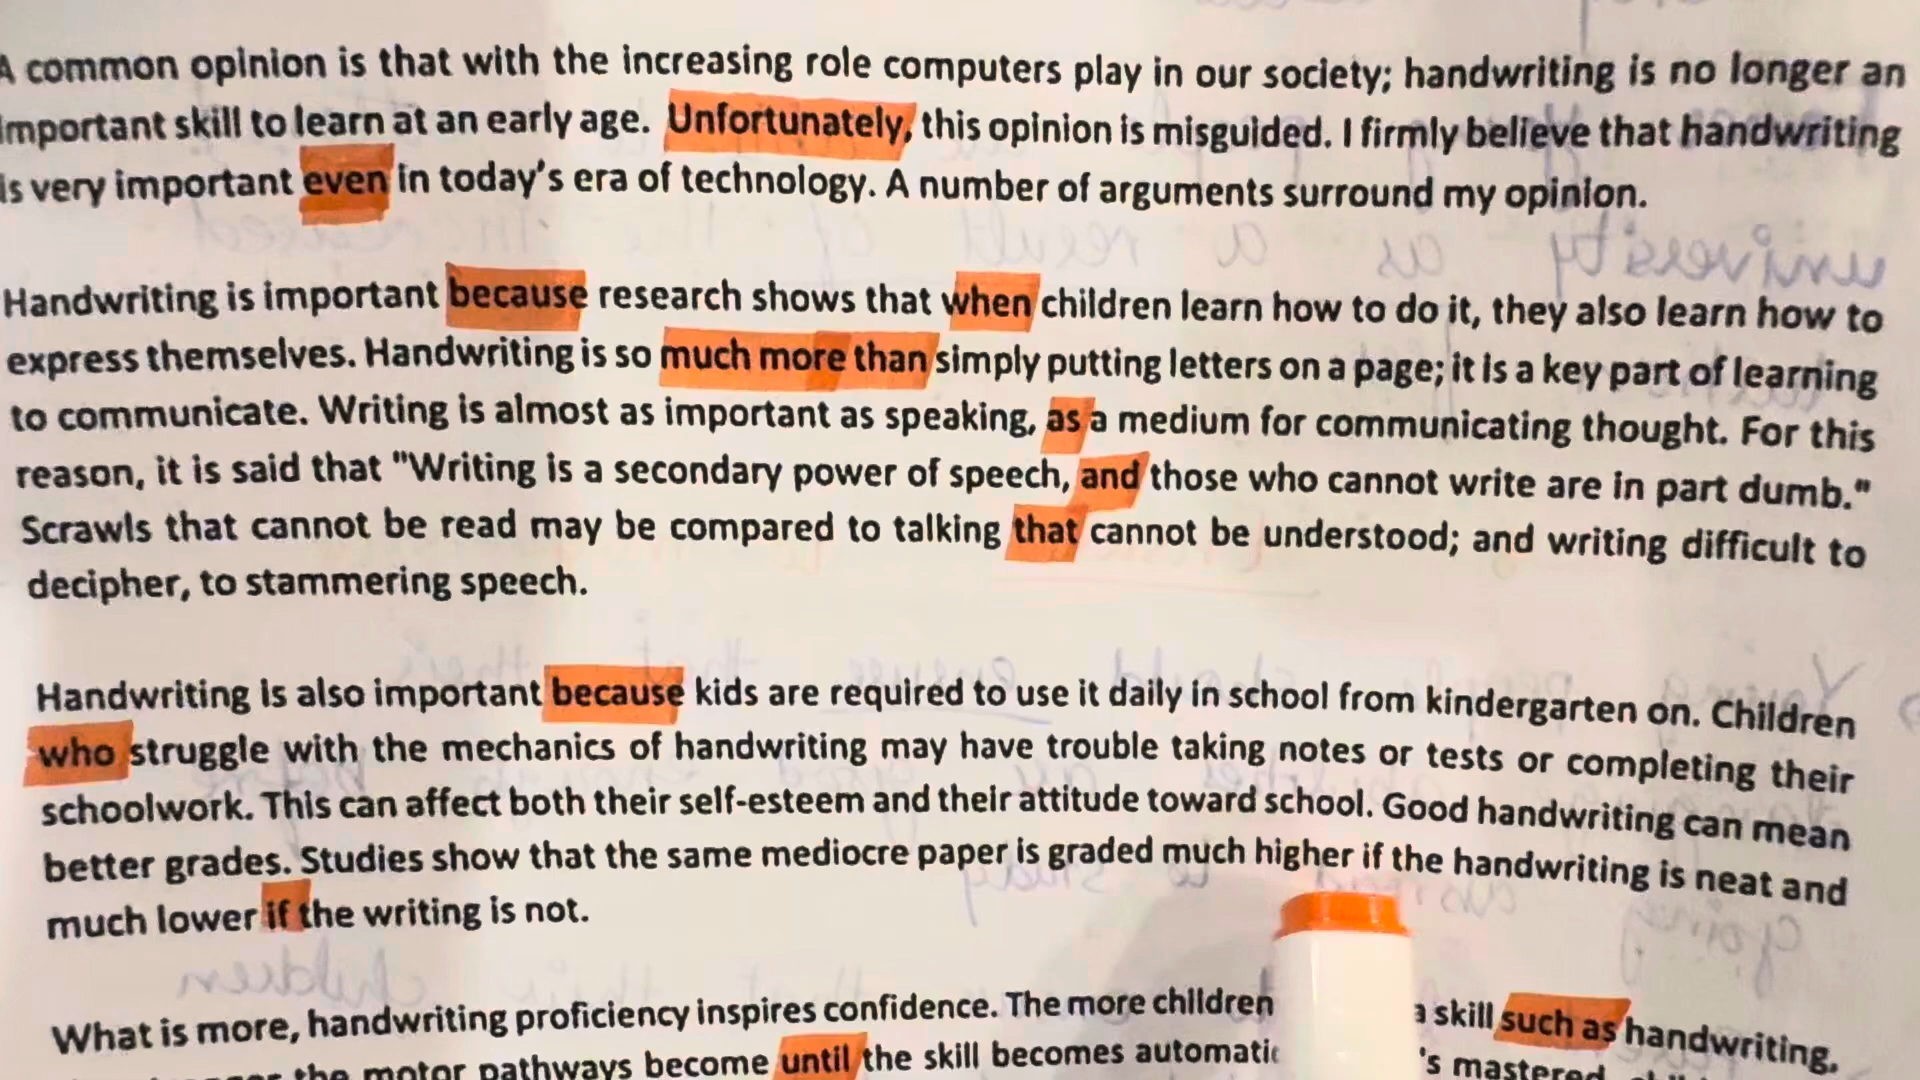 A common opinion is that with the increasing role computers play in our society; handwriting is no longer an
important skill to learn at an early age. Unfortunately, this opinion is misguided. I firmly believe that handwriting
is very important even in today's era of technology. A number of arguments surround my opinion.
Handwriting is important because research shows that when children learn how to do it, they also learn how to
express themselves. Handwriting is so much more than simply putting letters on a page; it is a key part of learning
to communicate. Writing is almost as important as speaking, as a medium for communicating thought. For this
reason, it is said that "Writing is a secondary power of speech, and those who cannot write are in part dumb."
Scrawls that cannot be read may be compared to talking that cannot be understood; and writing difficult to
decipher, to stammering speech.
Handwriting is also important because kids are required to use it daily in school from kindergarten on. Children
who struggle with the mechanics of handwriting may have trouble taking notes or tests or completing their
schoolwork. This can affect both their self-esteem and their attitude toward school. Good handwriting can mean
better grades. Studies show that the same mediocre paper is graded much higher if the handwriting is neat and
much lower if the writing is not.
What is more, handwriting proficiency inspires confidence. The more children a skill such as handwriting,
the motor pathways become until the skill becomes 's mastered